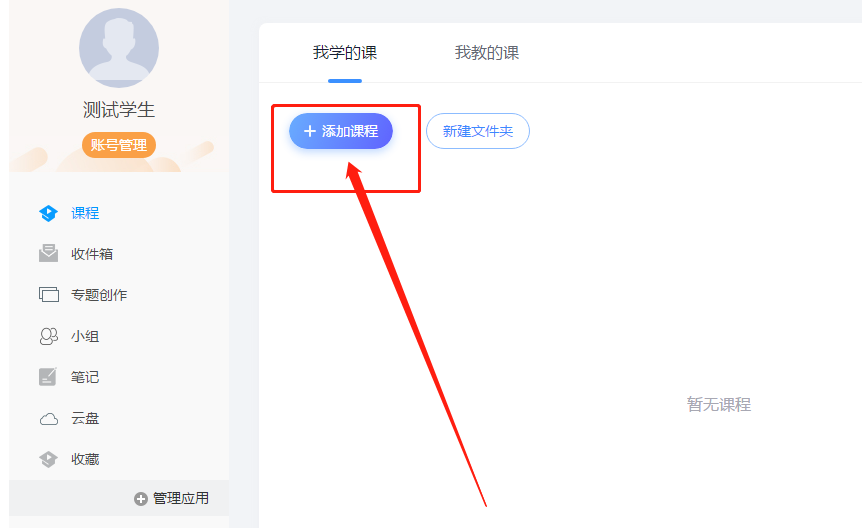 测试学生
账号管理
课程
收件箱
专题创作
小组
笔记
云盘
收藏
管理应用
我学的课 我教的课
+ 添加课程 新建文件夹
暂无课程